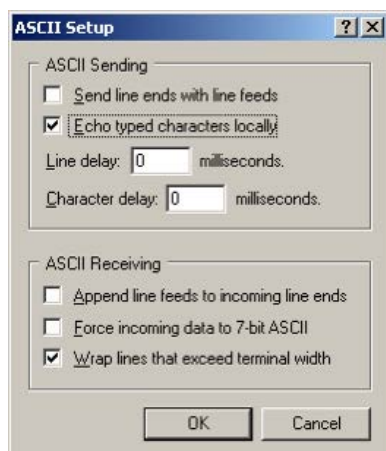 ASCII Setup
ASCII Sending
Send line ends with line feeds
Echo typed characters locally
Line delay: 0 milliseconds.
Character delay: 0 milliseconds.
ASCII Receiving
Append line feeds to incoming line ends
Force incoming data to 7-bit ASCII
Wrap lines that exceed terminal width
OK Cancel